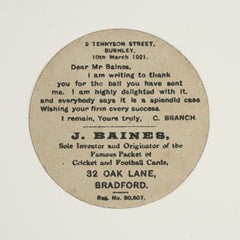 9 TENNYSON STREET,
BURNLEY,
10th March 1921.
Dear Mr Baines,
I am writing to thank
you for the ball you have sent
me. I am highly delighted with it,
and everybody says it is a splendid case
Wishing your firm every success.
I remain, Yours truly, C. BRANCH
J. BAINES,
Sole Inventor and Originator of the
Famous Packet of
Cricket and Football Cards,
32 OAK LANE,
BRADFORD.
Reg. No. 90,607.